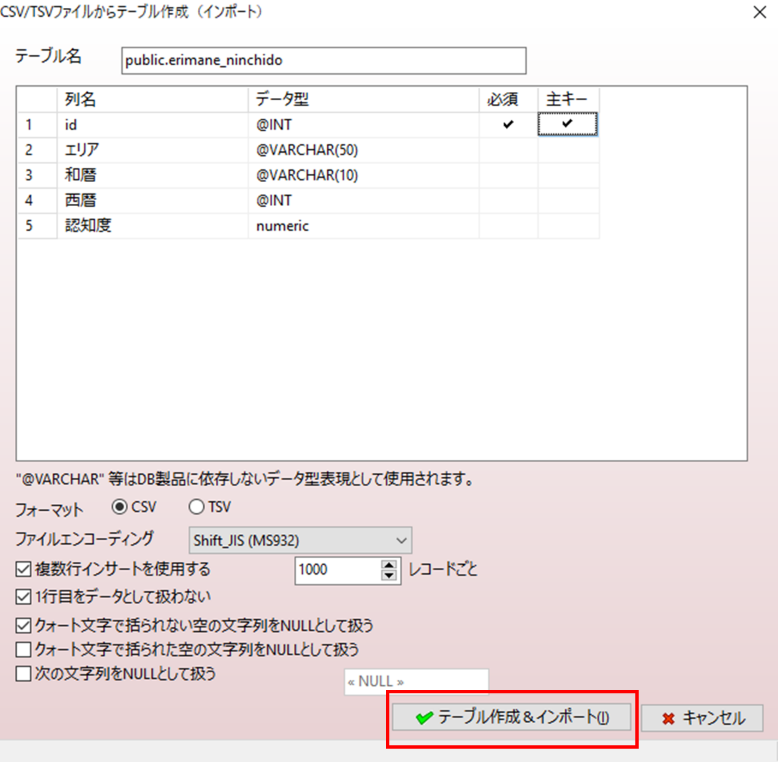 CSV/TSVファイルからテーブル作成（インポート）
テーブル名 public.erimane_ninchido
列名 データ型 必須 主キー
1 id @INT ✔ ✔
2 エリア @VARCHAR(50)
3 和暦 @VARCHAR(10)
4 西暦 @INT
5 認知度 numeric
"@VARCHAR" 等はDB製品に依存しないデータ型表現として使用されます。
フォーマット CSV TSV
ファイルエンコーディング Shift_JIS (MS932)
複数行インサートを使用する 1000 レコードごと
1行目をデータとして扱わない
クォート文字で括られない空の文字列をNULLとして扱う
クォート文字で括られた空の文字列をNULLとして扱う
次の文字列をNULLとして扱う « NULL »
テーブル作成＆インポート(I) キャンセル